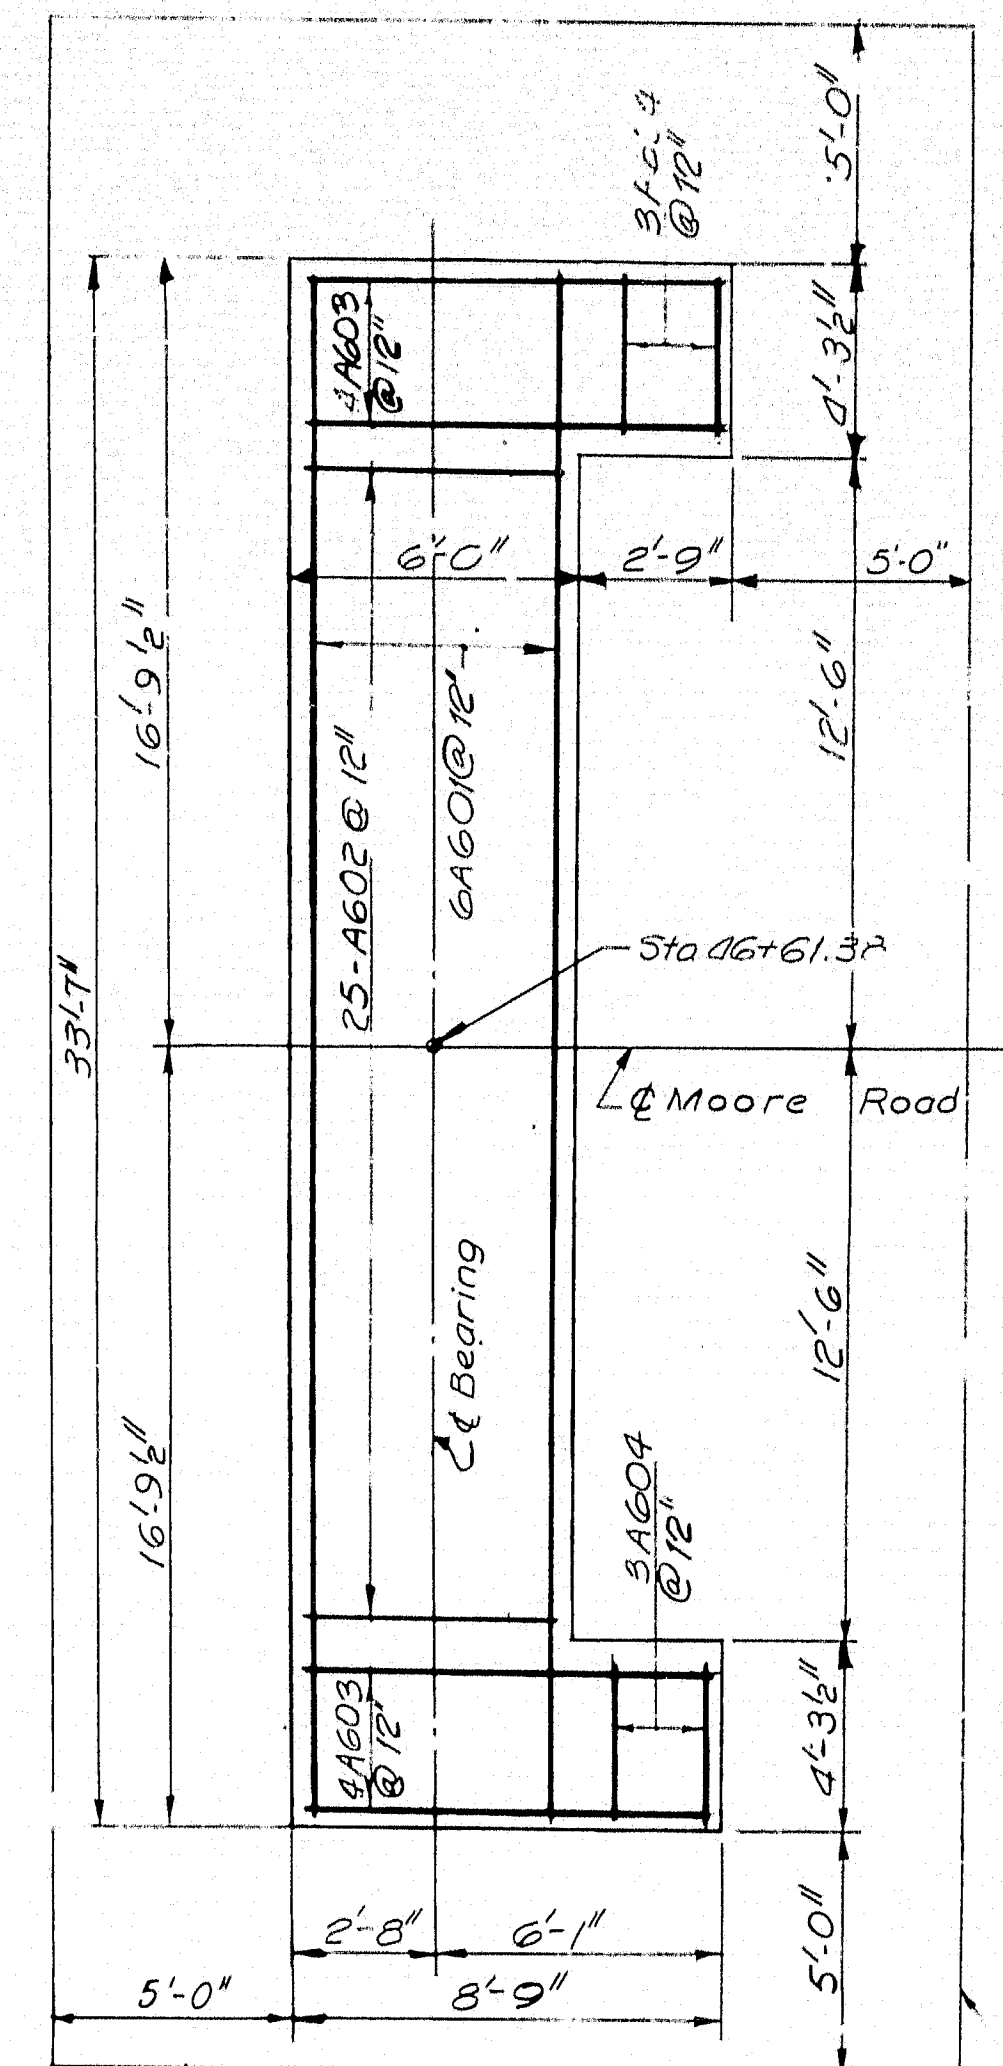 5'-0"
@ 12"
4A603
@ 12"
4'-3½"
6'-0"
2'-9"
5'-0"
16'-9½"
12'-6"
25-A602 @ 12"
6A601@ 12"
Sta 46+61.32
33'-7"
℄ Moore Road
℄ Bearing
12'-6"
16'-9½"
3A604
@ 12"
4A603
@ 12'
4'-3½"
2'-8"
6'-1"
5'-0"
5'-0"
8'-9"